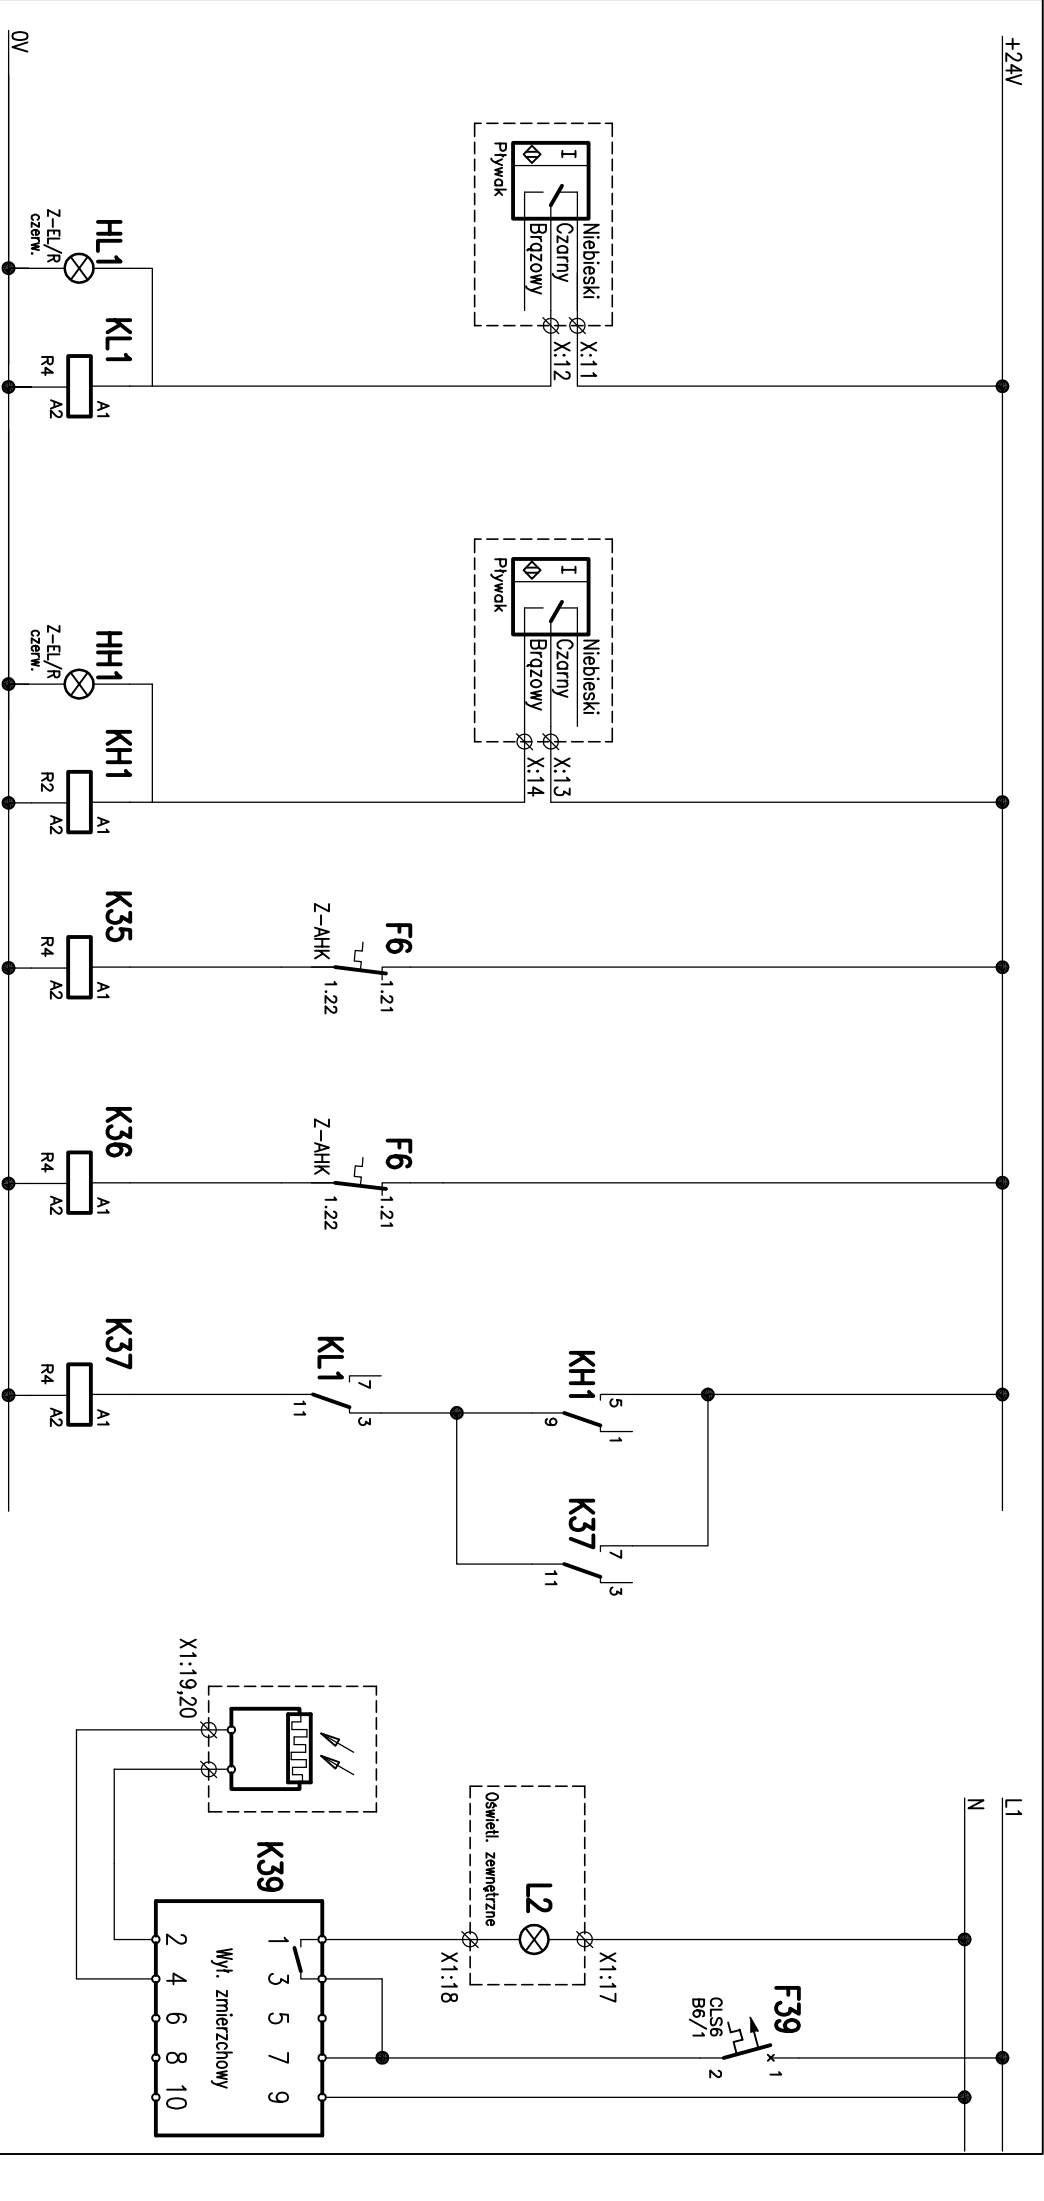 +24V
0V
Pływak
I
Niebieski
Czarny
Brązowy
X:11
X:12
HL1
Z-EL/R
czerw.
KL1
R4
A1
A2
Pływak
I
Niebieski
Czarny
Brązowy
X:13
X:14
HH1
Z-EL/R
czerw.
KH1
R2
A1
A2
F6
Z-AHK
1.21
1.22
K35
R4
A1
A2
F6
Z-AHK
1.21
1.22
K36
R4
A1
A2
KH1
5
1
9
K37
7
3
11
KL1
7
3
11
K37
R4
A1
A2
L1
N
F39
CLS6
B6/1
x 1
2
X1:17
L2
Oświetl. zewnętrzne
X1:18
X1:19,20
K39
1 3 5 7 9
Wył. zmierzchowy
2 4 6 8 10